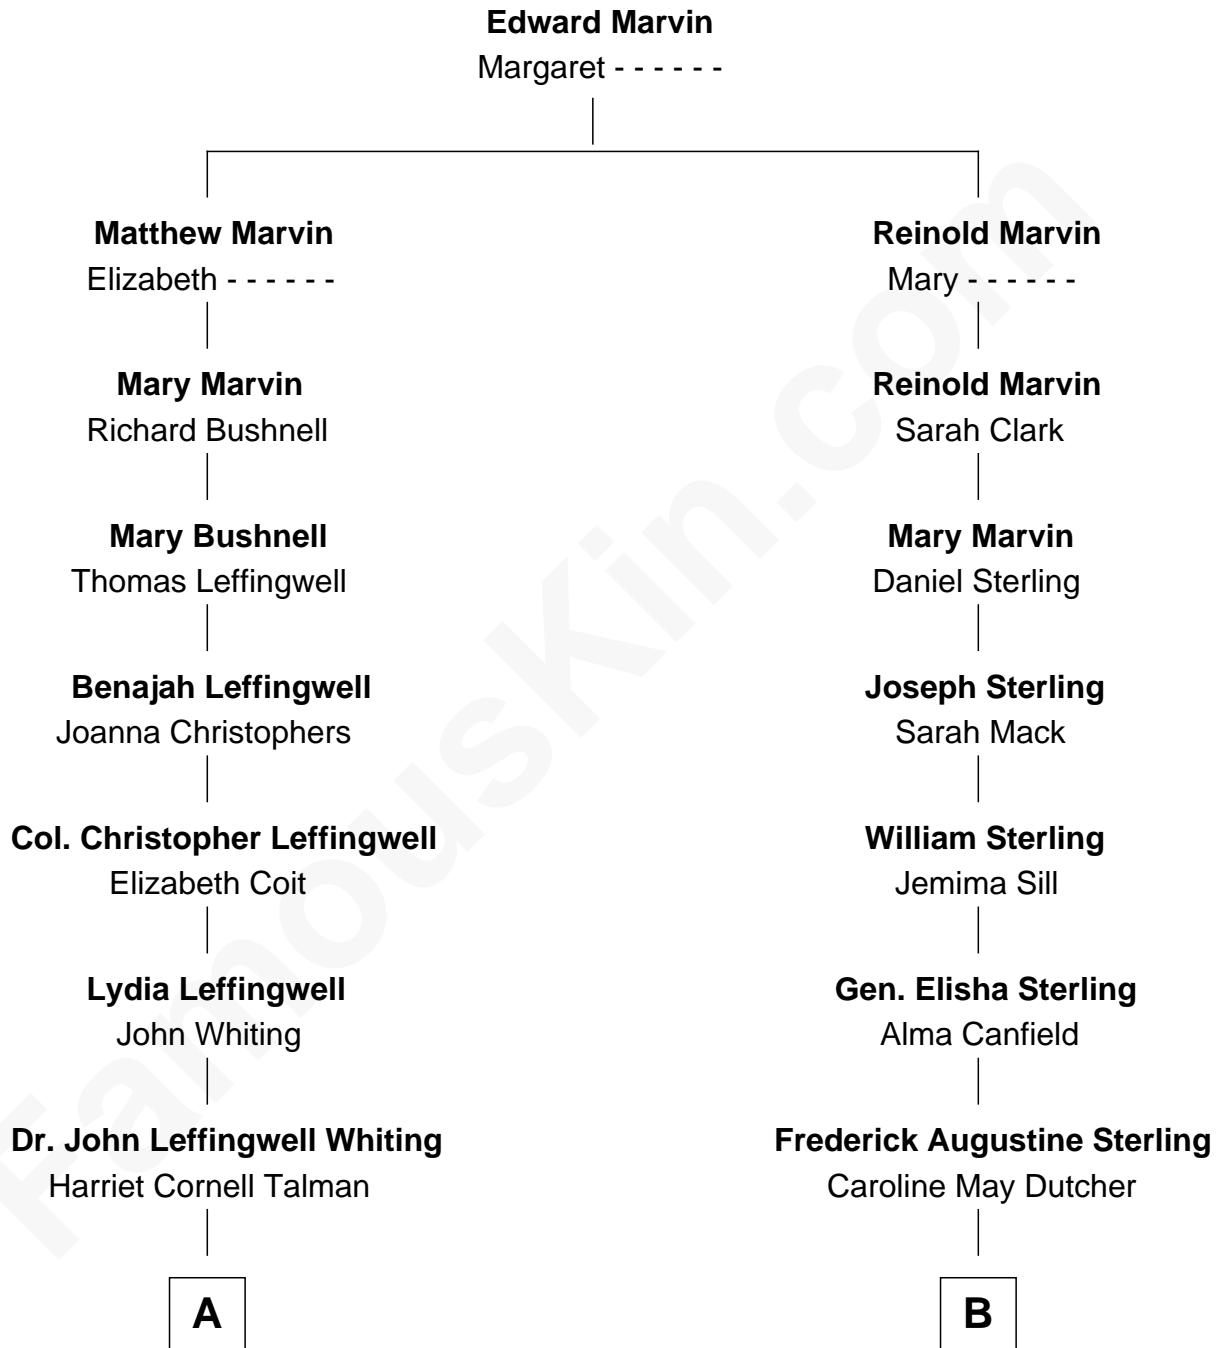 Edward Marvin
Margaret - - - - - -
Matthew Marvin
Elizabeth - - - - - -
Reinold Marvin
Mary - - - - - -
Mary Marvin
Richard Bushnell
Reinold Marvin
Sarah Clark
Mary Bushnell
Thomas Leffingwell
Mary Marvin
Daniel Sterling
Benajah Leffingwell
Joanna Christophers
Joseph Sterling
Sarah Mack
Col. Christopher Leffingwell
Elizabeth Coit
William Sterling
Jemima Sill
Lydia Leffingwell
John Whiting
Gen. Elisha Sterling
Alma Canfield
Dr. John Leffingwell Whiting
Harriet Cornell Talman
Frederick Augustine Sterling
Caroline May Dutcher
A
B
FamousKin.com